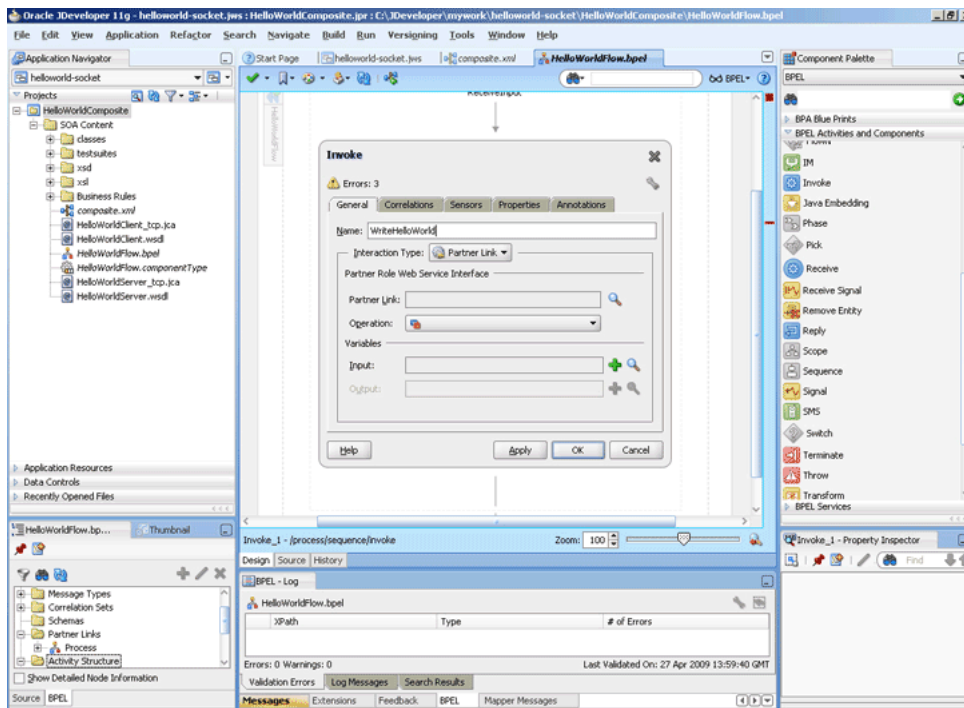 Oracle JDeveloper 11g - helloworld-socket.jws : HelloWorldComposite.jpr : C:\JDeveloper\mywork\helloworld-socket\HelloWorldComposite\HelloWorldFlow.bpel
File Edit View Application Refactor Search Navigate Build Run Versioning Tools Window Help
Application Navigator
helloworld-socket
Projects
HelloWorldComposite
SOA Content
classes
testsuites
xsd
xsl
Business Rules
composite.xml
HelloWorldClient_tcp.jca
HelloWorldClient.wsdl
HelloWorldFlow.bpel
HelloWorldFlow.componentType
HelloWorldServer_tcp.jca
HelloWorldServer.wsdl
Application Resources
Data Controls
Recently Opened Files
HelloWorldFlow.bp... Thumbnail
Message Types
Correlation Sets
Schemas
Partner Links
Process
Activity Structure
Show Detailed Node Information
Source BPEL
Start Page helloworld-socket.jws composite.xml HelloWorldFlow.bpel
BPEL
HelloWorldFlow
ReceiveInput
Invoke
Errors: 3
General Correlations Sensors Properties Annotations
Name: WriteHelloWorld
Interaction Type: Partner Link
Partner Role Web Service Interface
Partner Link:
Operation:
Variables
Input:
Output:
Help Apply OK Cancel
Invoke_1 - /process/sequence/invoke Zoom: 100
Design Source History
BPEL - Log
HelloWorldFlow.bpel
XPath Type # of Errors
Errors: 0 Warnings: 0 Last Validated On: 27 Apr 2009 13:59:40 GMT
Validation Errors Log Messages Search Results
Messages Extensions Feedback BPEL Mapper Messages
Component Palette
BPEL
BPA Blue Prints
BPEL Activities and Components
IM
Invoke
Java Embedding
Phase
Pick
Receive
Receive Signal
Remove Entity
Reply
Scope
Sequence
Signal
SMS
Switch
Terminate
Throw
Transform
BPEL Services
Invoke_1 - Property Inspector
Find